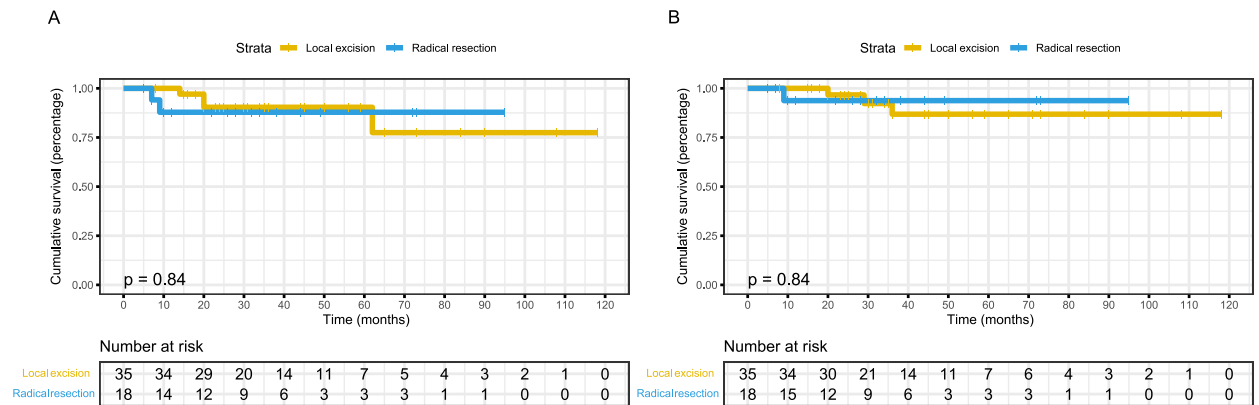 A
Strata Local excision Radical resection
1.00
0.75
0.50
0.25
0.00
Cumulative survival (percentage)
p = 0.84
0 10 20 30 40 50 60 70 80 90 100 110 120
Time (months)
Number at risk
Local excision 35 34 29 20 14 11 7 5 4 3 2 1 0
Radical resection 18 14 12 9 6 3 3 3 1 1 0 0 0
B
Strata Local excision Radical resection
1.00
0.75
0.50
0.25
0.00
Cumulative survival (percentage)
p = 0.84
0 10 20 30 40 50 60 70 80 90 100 110 120
Time (months)
Number at risk
Local excision 35 34 30 21 14 11 7 6 4 3 2 1 0
Radical resection 18 15 12 9 6 3 3 3 1 1 0 0 0